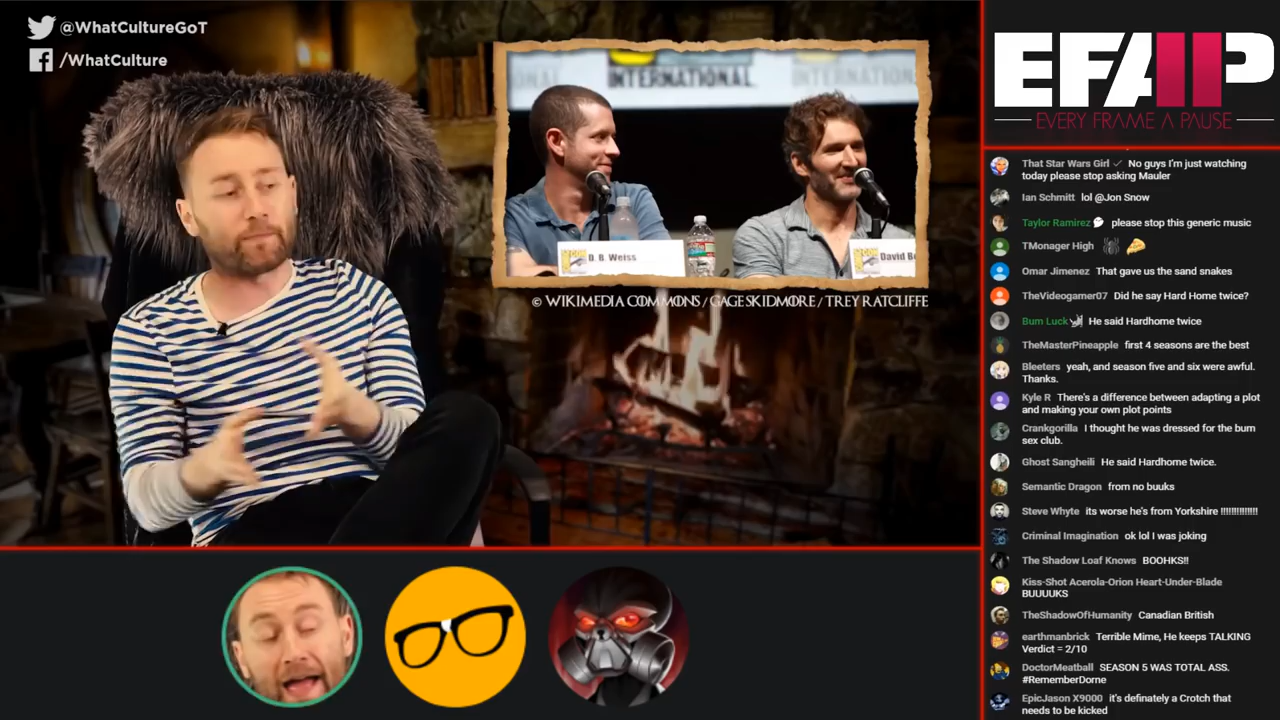 @WhatCultureGoT
/WhatCulture
INTERNATIONAL
D. B. Weiss
David Be
© WIKIMEDIA COMMONS / GAGE SKIDMORE / TREY RATCLIFFE
EFAP
EVERY FRAME A PAUSE
That Star Wars Girl No guys I'm just watching
today please stop asking Mauler
Ian Schmitt lol @Jon Snow
Taylor Ramirez please stop this generic music
TMonager High
Omar Jimenez That gave us the sand snakes
TheVideogamer07 Did he say Hard Home twice?
Bum Luck He said Hardhome twice
TheMasterPineapple first 4 seasons are the best
Bleeters yeah, and season five and six were awful.
Thanks.
Kyle R There's a difference between adapting a plot
and making your own plot points
Crankgorilla I thought he was dressed for the bum
sex club.
Ghost Sangheili He said Hardhome twice.
Semantic Dragon from no buuks
Steve Whyte its worse he's from Yorkshire !!!!!!!!!!!!!!
Criminal Imagination ok lol I was joking
The Shadow Loaf Knows BOOHKS!!
Kiss-Shot Acerola-Orion Heart-Under-Blade
BUUUUKS
TheShadowOfHumanity Canadian British
earthmanbrick Terrible Mime, He keeps TALKING
Verdict = 2/10
DoctorMeatball SEASON 5 WAS TOTAL ASS.
#RememberDorne
EpicJason X9000 it's definately a Crotch that
needs to be kicked